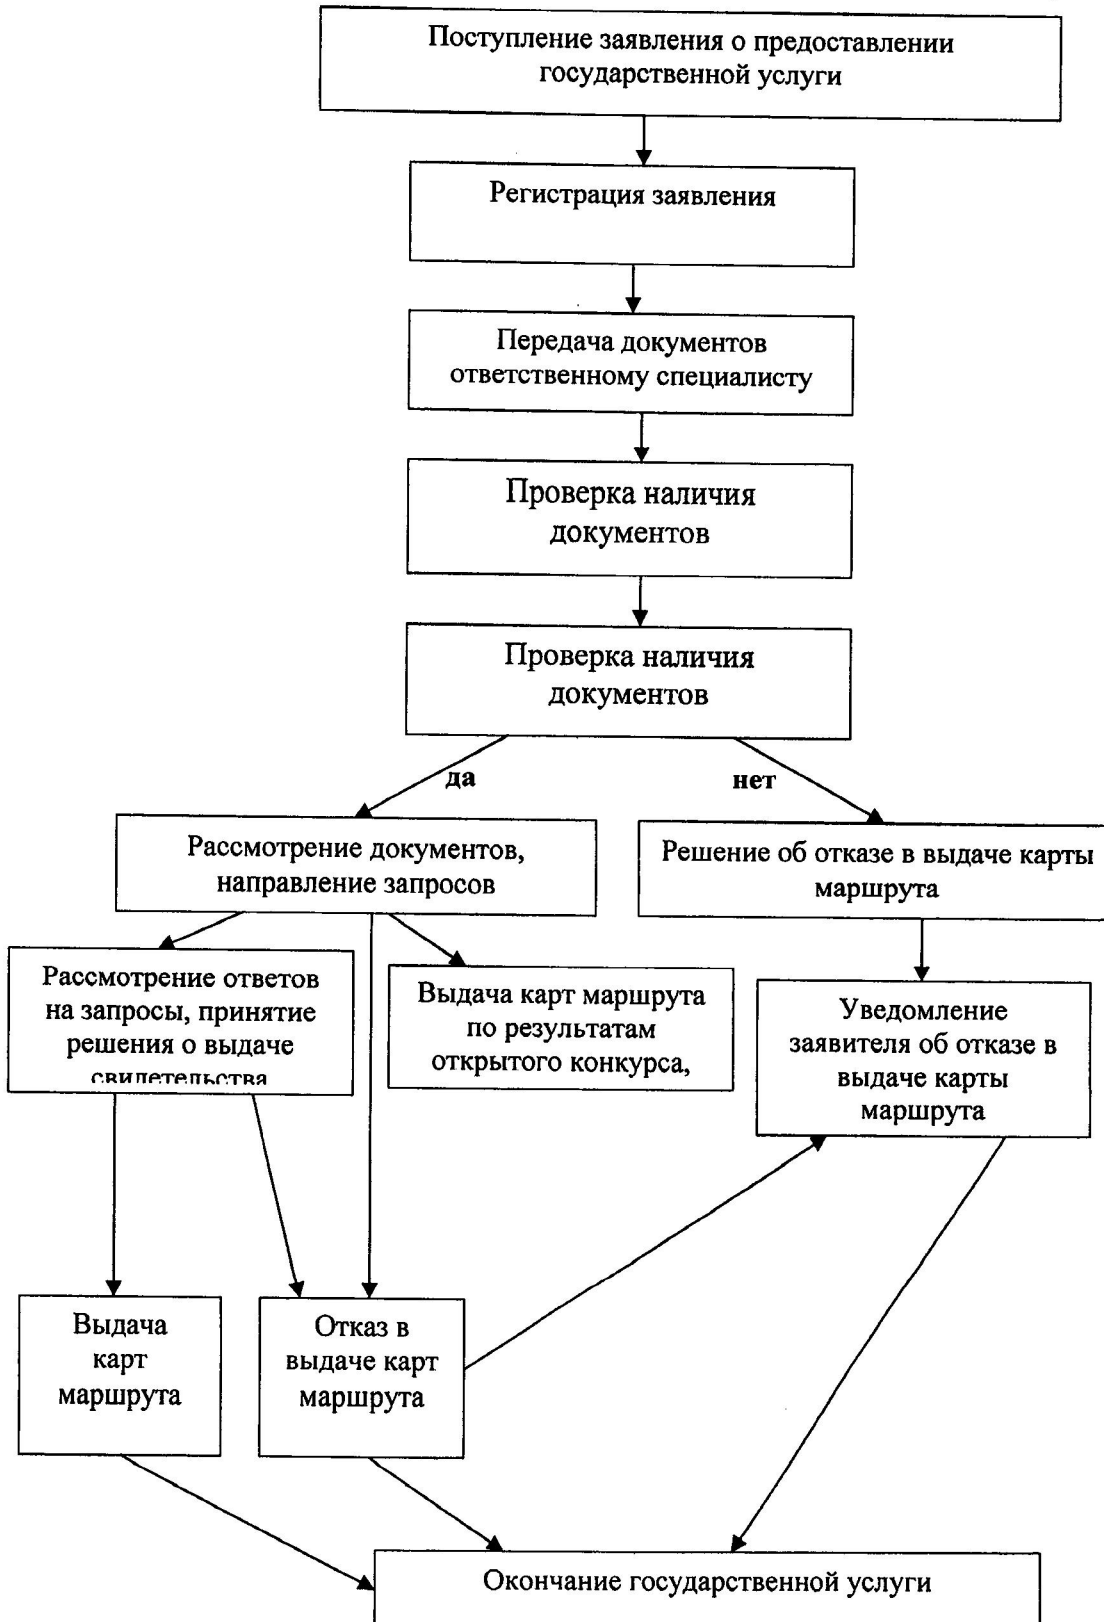 Поступление заявления о предоставлении
государственной услуги
Регистрация заявления
Передача документов
ответственному специалисту
Проверка наличия
документов
Проверка наличия
документов
да
нет
Рассмотрение документов,
направление запросов
Решение об отказе в выдаче карты
маршрута
Рассмотрение ответов
на запросы, принятие
решения о выдаче
свидетельства
Выдача карт маршрута
по результатам
открытого конкурса,
Уведомление
заявителя об отказе в
выдаче карты
маршрута
Выдача
карт
маршрута
Отказ в
выдаче карт
маршрута
Окончание государственной услуги